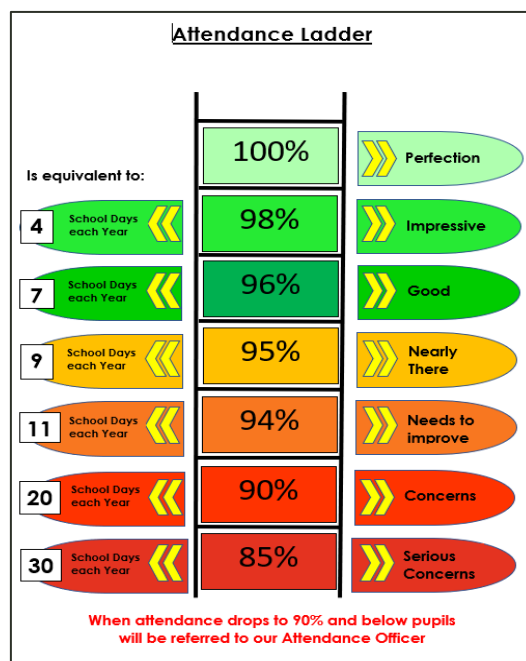 Attendance Ladder
100%
Perfection
Is equivalent to:
4
School Days
each Year
98%
Impressive
7
School Days
each Year
96%
Good
9
School Days
each Year
95%
Nearly
There
11
School Days
each Year
94%
Needs to
improve
20
School Days
each Year
90%
Concerns
30
School Days
each Year
85%
Serious
Concerns
When attendance drops to 90% and below pupils
will be referred to our Attendance Officer